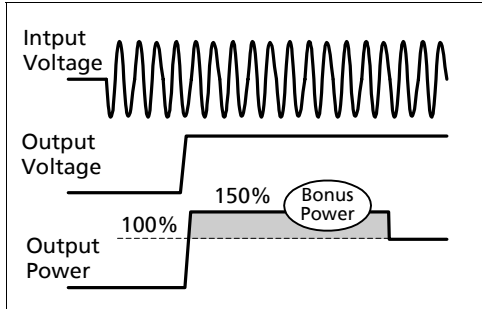 Intput
Voltage
Output
Voltage
150%
Bonus
Power
100%
Output
Power